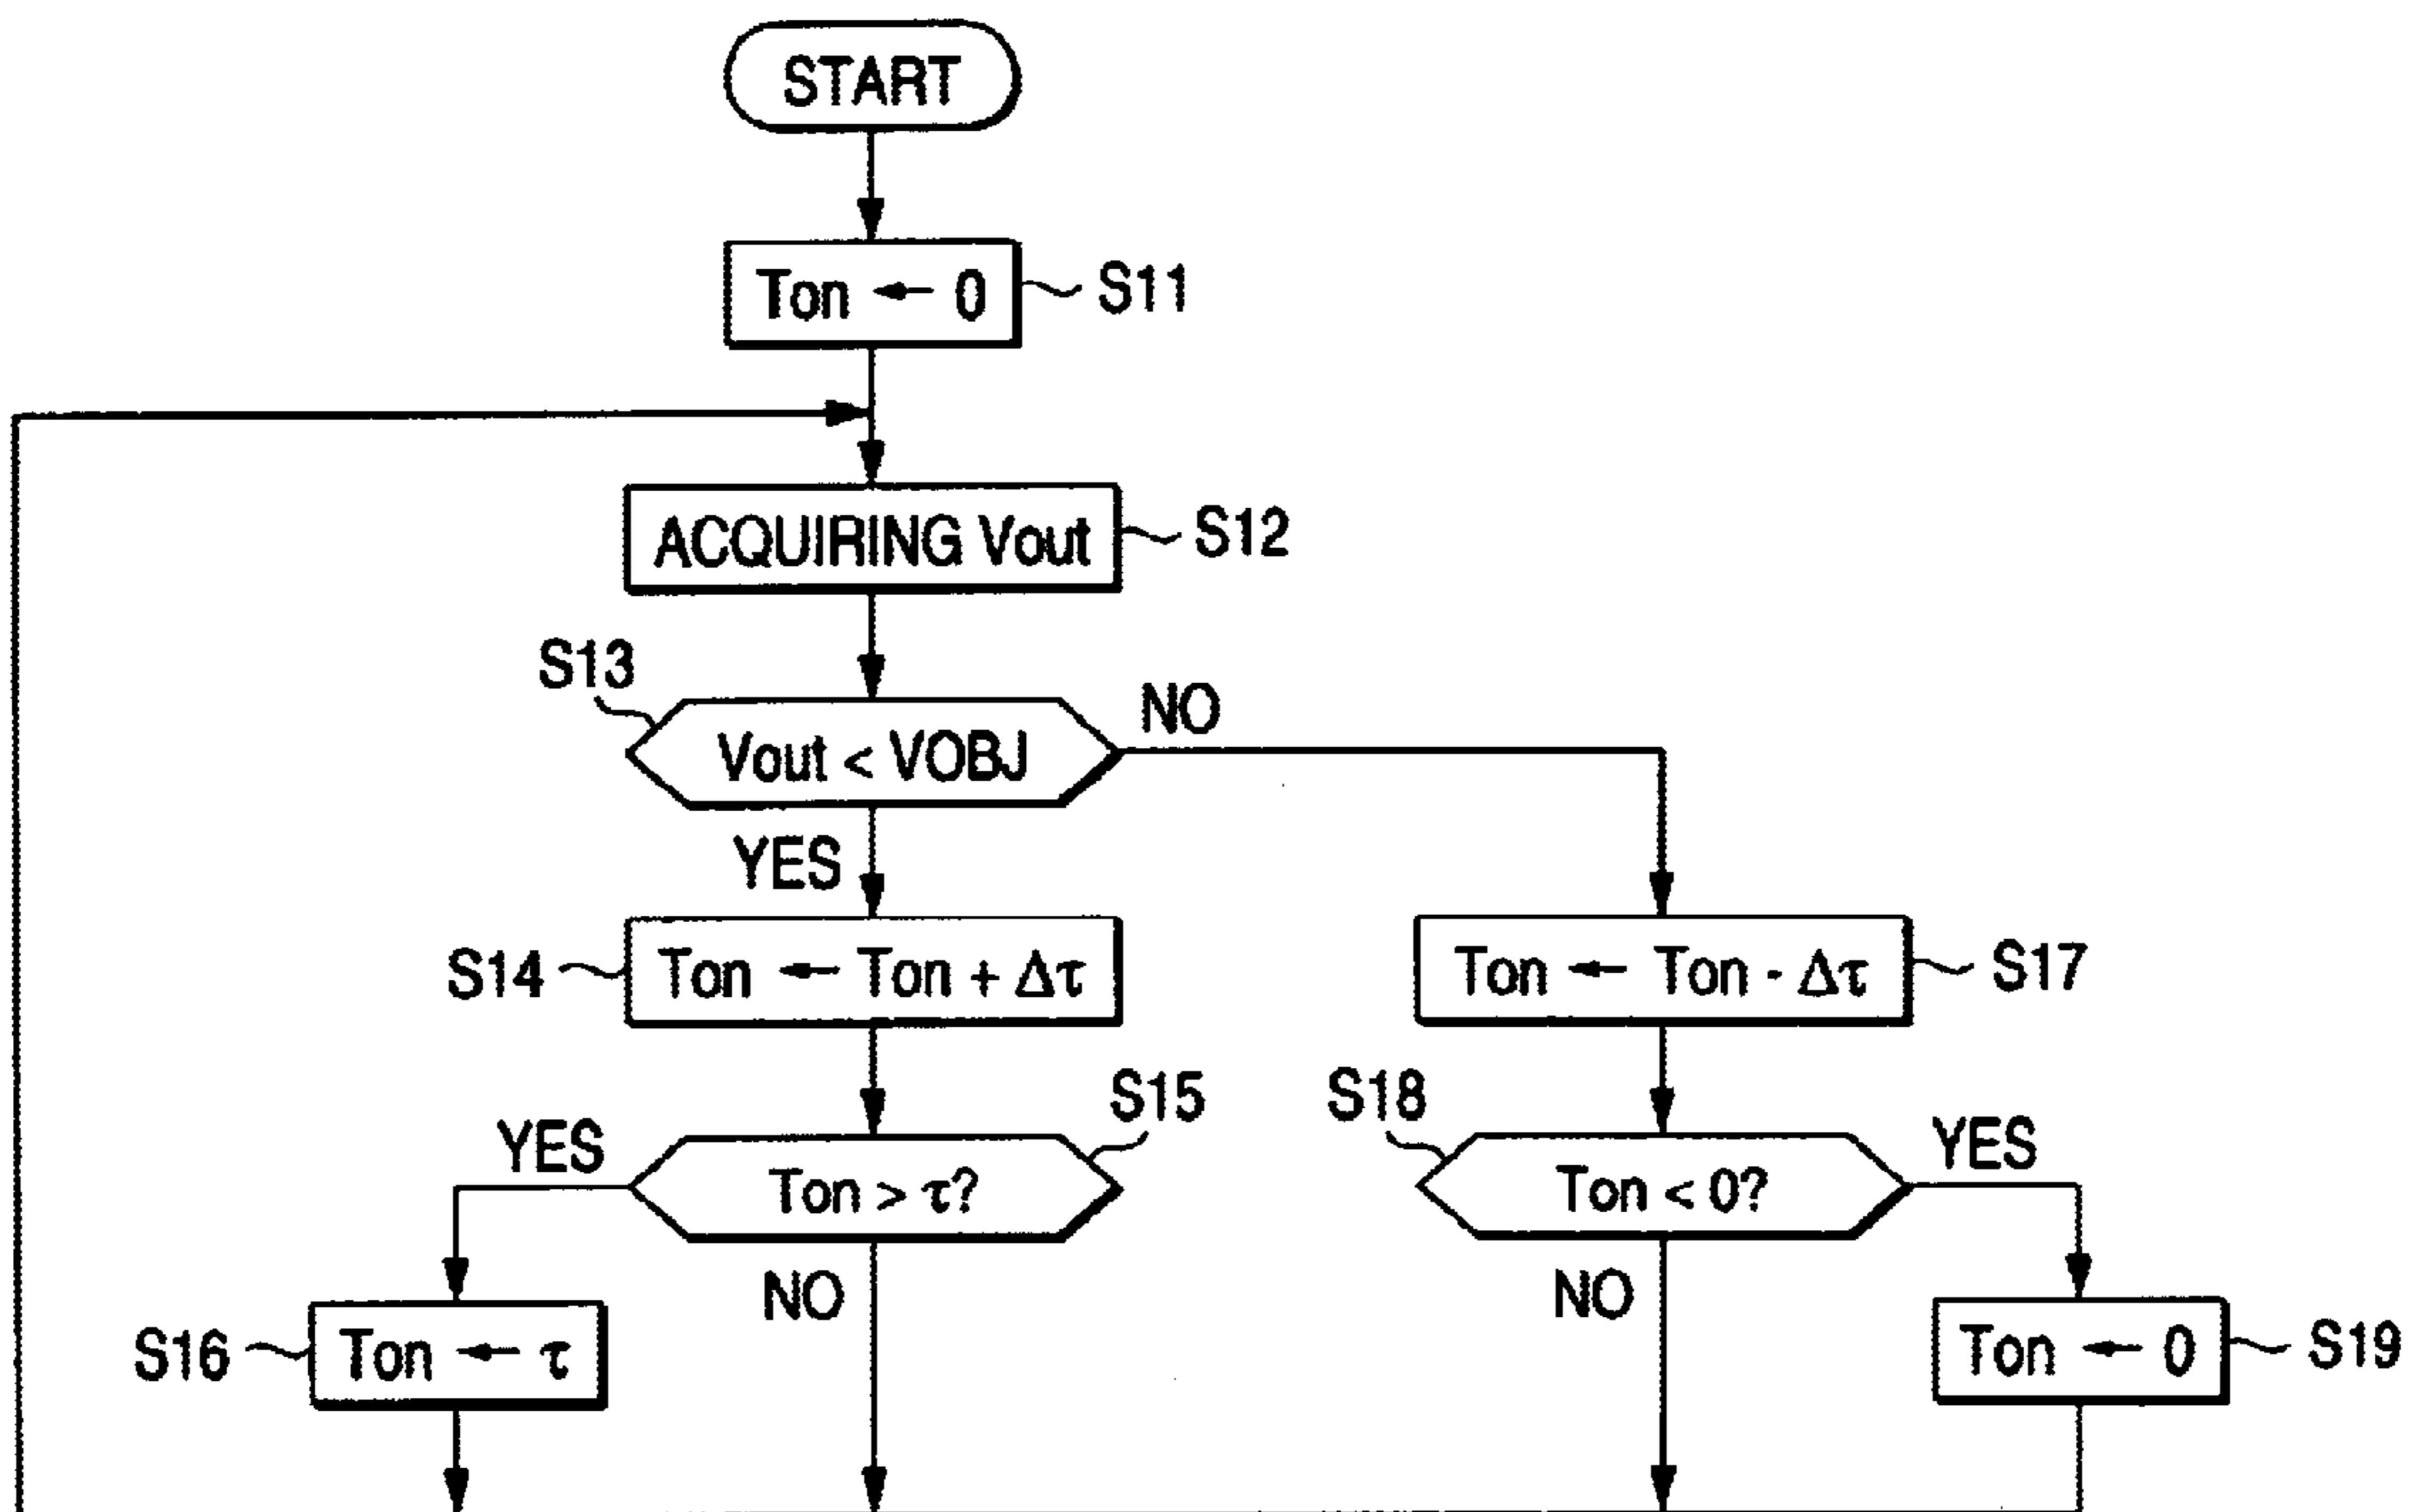 START
Ton ← 0
S11
ACQUIRING Vout
S12
S13
Vout < VOBJ
NO
YES
S14
Ton ← Ton + Δτ
Ton ← Ton - Δτ
S17
S15
S18
YES
Ton > τ?
Ton < 0?
YES
NO
NO
S16
Ton ← τ
Ton ← 0
S19